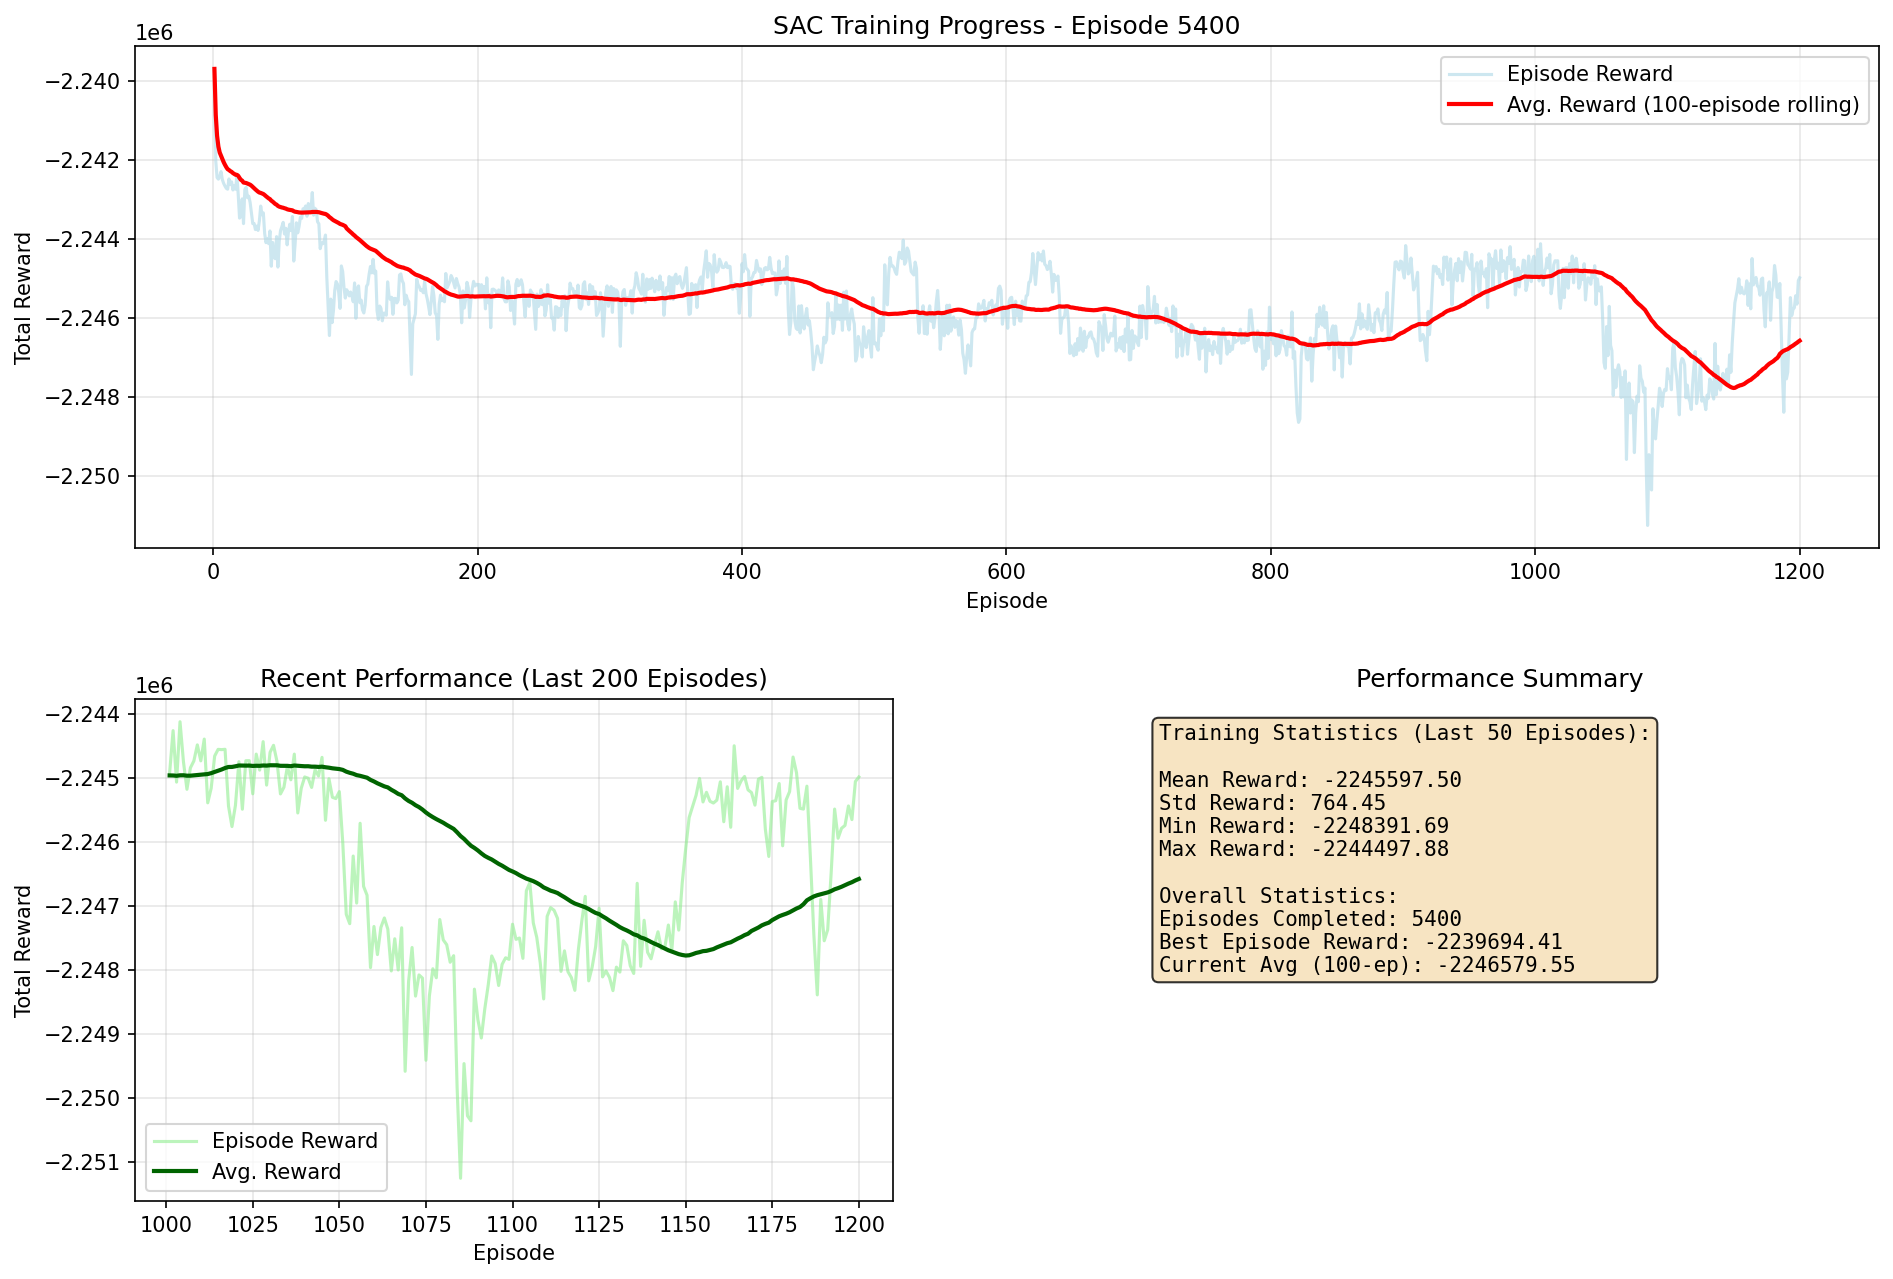 SAC Training Progress - Episode 5400
1e6
−2.240
−2.242
−2.244
−2.246
−2.248
−2.250
Total Reward
Episode Reward
Avg. Reward (100-episode rolling)
0 200 400 600 800 1000 1200
Episode
Recent Performance (Last 200 Episodes)
1e6
−2.244
−2.245
−2.246
−2.247
−2.248
−2.249
−2.250
−2.251
Total Reward
Episode Reward
Avg. Reward
1000 1025 1050 1075 1100 1125 1150 1175 1200
Episode
Performance Summary
Training Statistics (Last 50 Episodes):
Mean Reward: -2245597.50
Std Reward: 764.45
Min Reward: -2248391.69
Max Reward: -2244497.88
Overall Statistics:
Episodes Completed: 5400
Best Episode Reward: -2239694.41
Current Avg (100-ep): -2246579.55